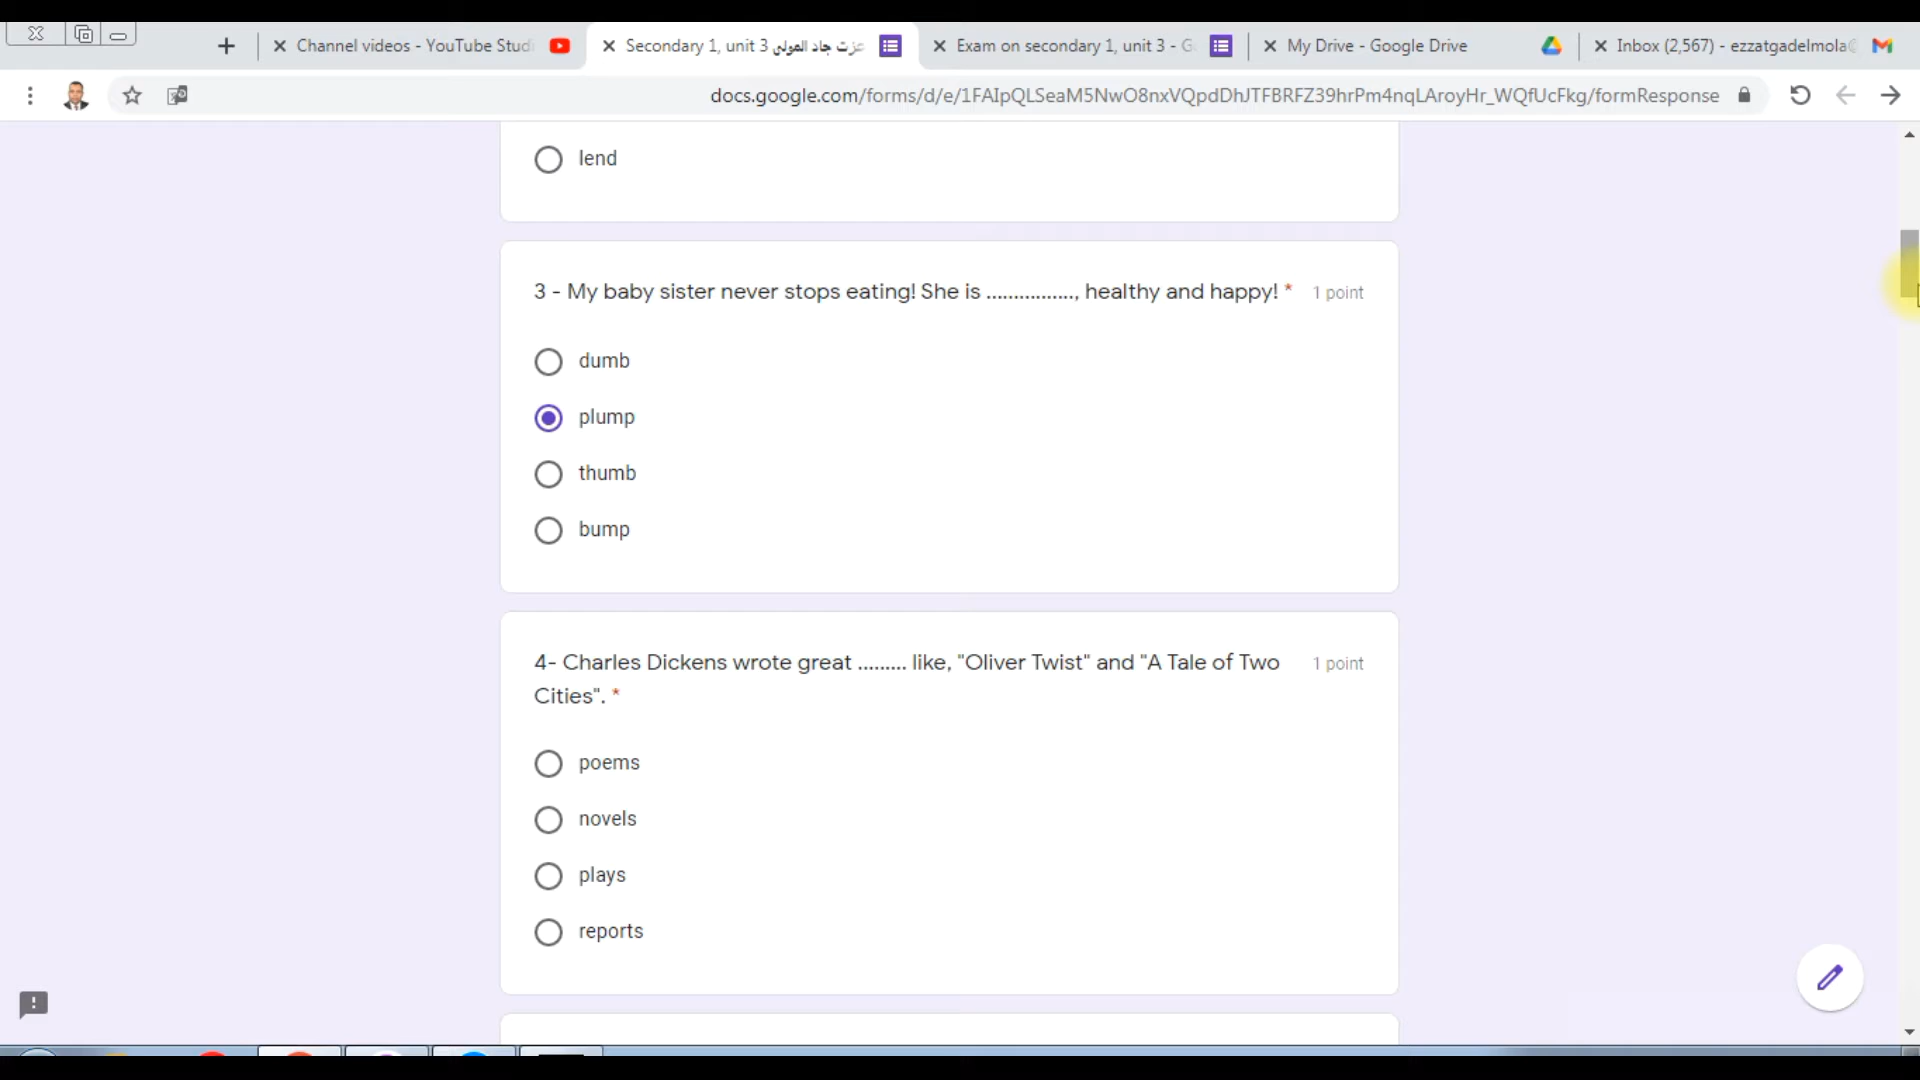 Channel videos - YouTube Studi
Secondary 1, unit 3 عزت جاد المولى
Exam on secondary 1, unit 3 - G
My Drive - Google Drive
Inbox (2,567) - ezzatgadelmola@
docs.google.com/forms/d/e/1FAIpQLSeaM5NwO8nxVQpdDhJTFBRFZ39hrPm4nqLAroyHr_WQfUcFkg/formResponse
lend
3 - My baby sister never stops eating! She is ................, healthy and happy! * 1 point
dumb
plump
thumb
bump
4- Charles Dickens wrote great ......... like, "Oliver Twist" and "A Tale of Two 1 point
Cities". *
poems
novels
plays
reports